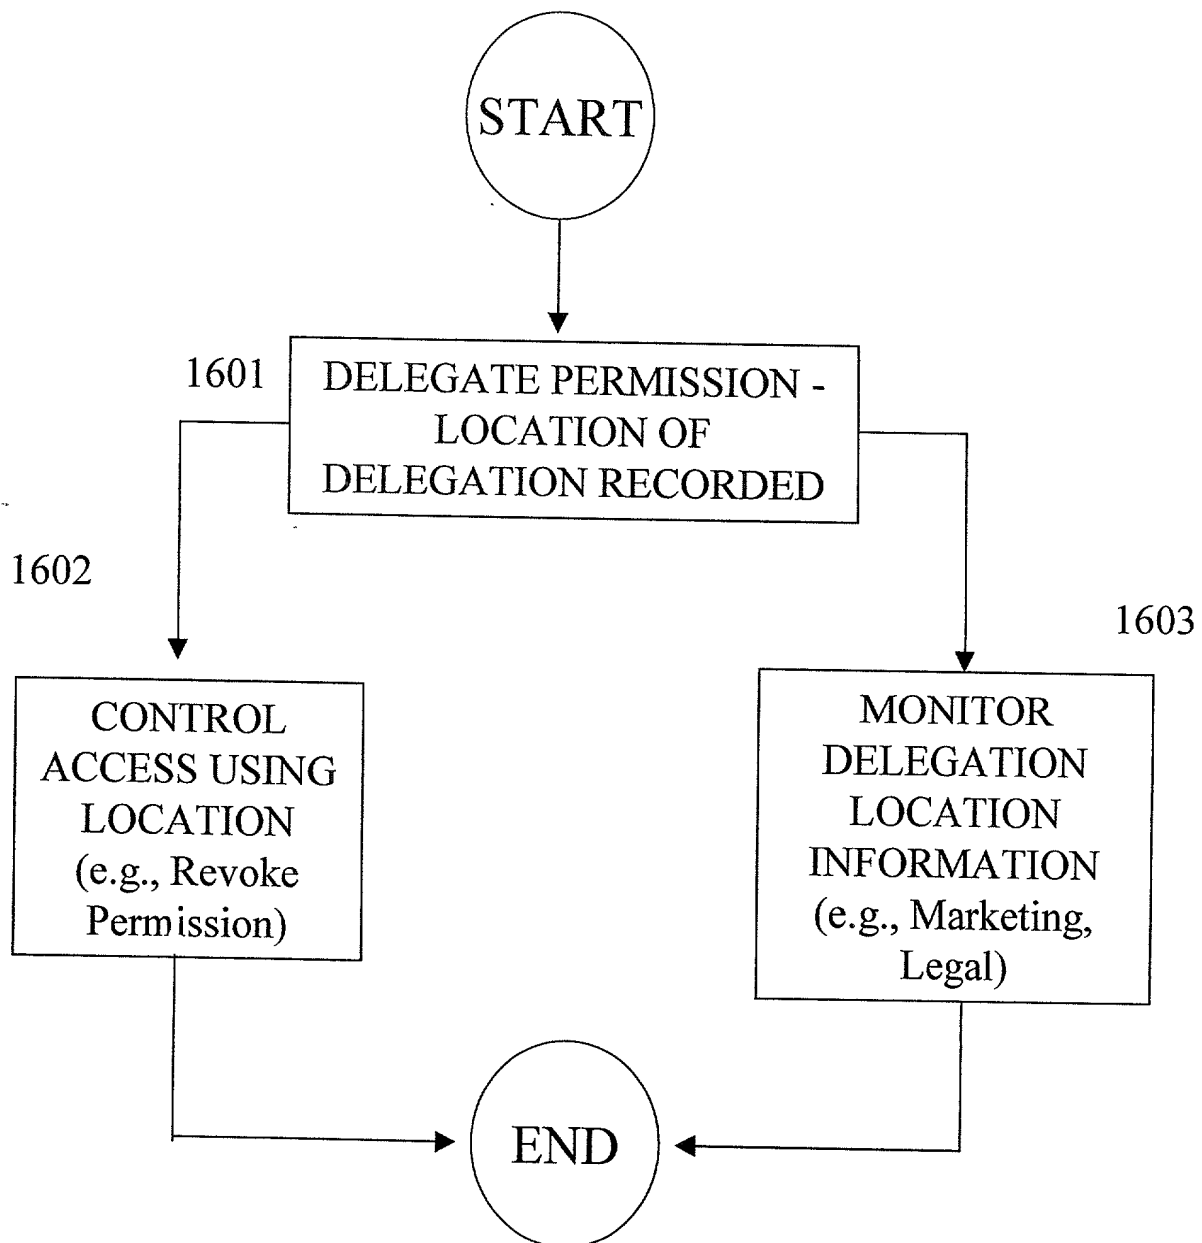 START
1601
DELEGATE PERMISSION -
LOCATION OF
DELEGATION RECORDED
1602
CONTROL
ACCESS USING
LOCATION
(e.g., Revoke
Permission)
1603
MONITOR
DELEGATION
LOCATION
INFORMATION
(e.g., Marketing,
Legal)
END